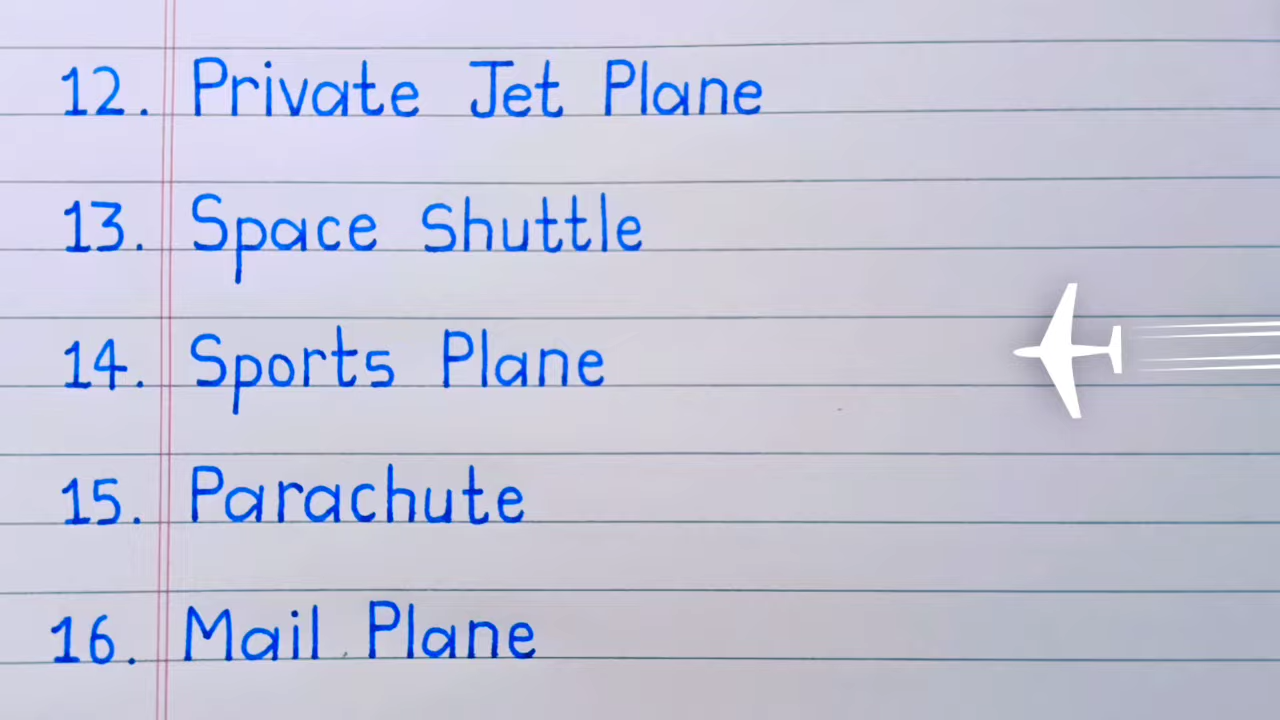 12. Private Jet Plane
13. Space Shuttle
14. Sports Plane
15. Parachute
16. Mail Plane